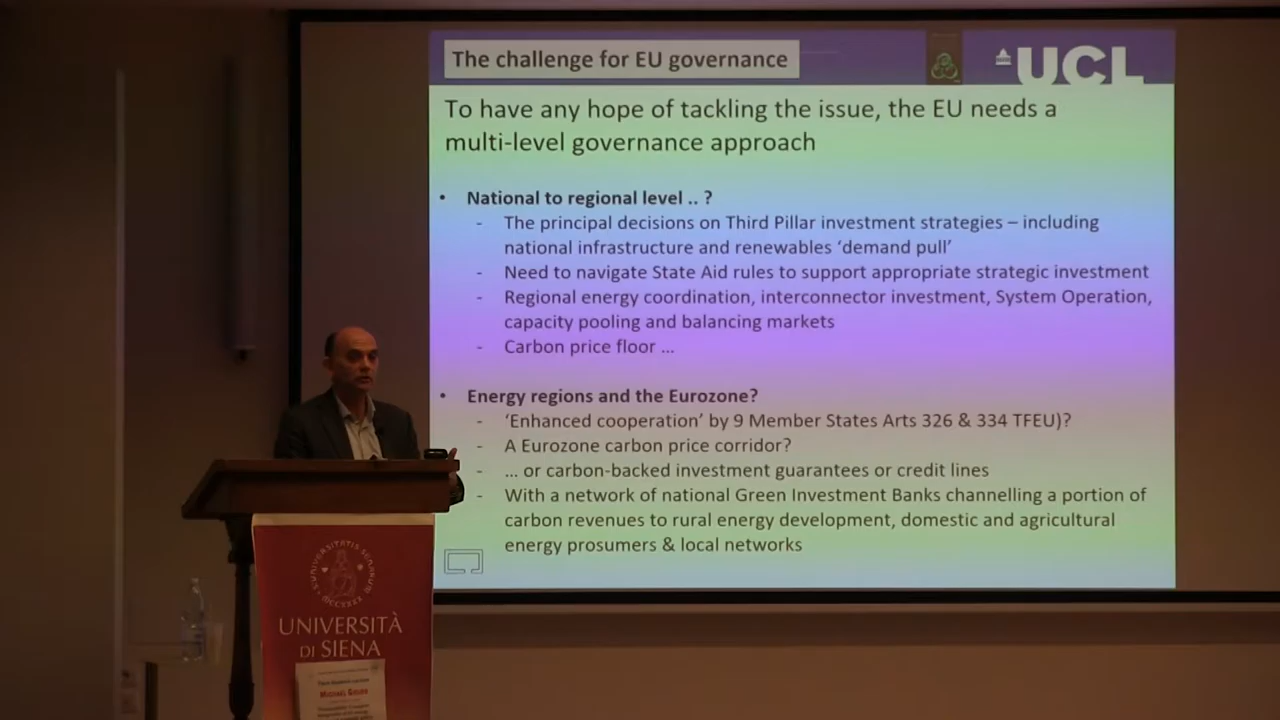 The challenge for EU governance
UCL
To have any hope of tackling the issue, the EU needs a
multi-level governance approach
• National to regional level .. ?
- The principal decisions on Third Pillar investment strategies – including
national infrastructure and renewables ‘demand pull’
- Need to navigate State Aid rules to support appropriate strategic investment
- Regional energy coordination, interconnector investment, System Operation,
capacity pooling and balancing markets
- Carbon price floor ...
• Energy regions and the Eurozone?
- ‘Enhanced cooperation’ by 9 Member States Arts 326 & 334 TFEU)?
- A Eurozone carbon price corridor?
- ... or carbon-backed investment guarantees or credit lines
- With a network of national Green Investment Banks channelling a portion of
carbon revenues to rural energy development, domestic and agricultural
energy prosumers & local networks
UNIVERSITÀ
DI SIENA
MICHAEL GRUBB